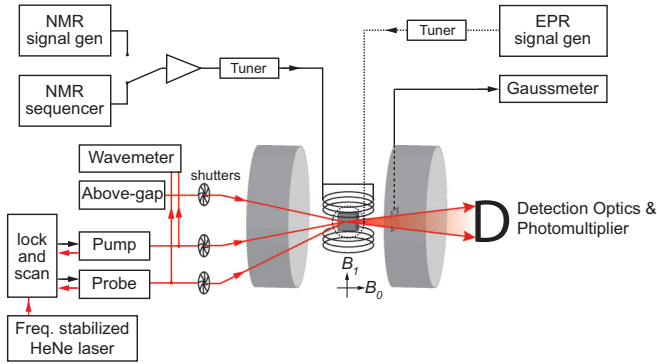 NMR
signal gen
NMR
sequencer
Tuner
Tuner
EPR
signal gen
Gaussmeter
Wavemeter
shutters
Above-gap
lock
and
scan
Pump
Probe
Freq. stabilized
HeNe laser
B1
B0
D
Detection Optics &
Photomultiplier